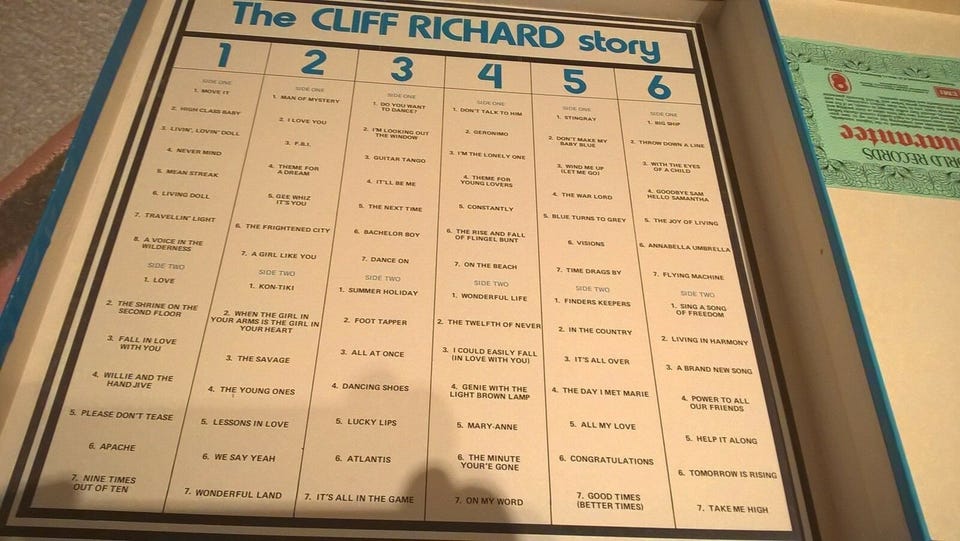 The CLIFF RICHARD story
1
SIDE ONE
1. MOVE IT
2. HIGH CLASS BABY
3. LIVIN', LOVIN' DOLL
4. NEVER MIND
5. MEAN STREAK
6. LIVING DOLL
7. TRAVELLIN' LIGHT
8. A VOICE IN THE
WILDERNESS
SIDE TWO
1. LOVE
2. THE SHRINE ON THE
SECOND FLOOR
3. FALL IN LOVE
WITH YOU
4. WILLIE AND THE
HAND JIVE
5. PLEASE DON'T TEASE
6. APACHE
7. NINE TIMES
OUT OF TEN
2
SIDE ONE
1. MAN OF MYSTERY
2. I LOVE YOU
3. F.B.I.
4. THEME FOR
A DREAM
5. GEE WHIZ
IT'S YOU
6. THE FRIGHTENED CITY
7. A GIRL LIKE YOU
SIDE TWO
1. KON-TIKI
2. WHEN THE GIRL IN
YOUR ARMS IS THE GIRL IN
YOUR HEART
3. THE SAVAGE
4. THE YOUNG ONES
5. LESSONS IN LOVE
6. WE SAY YEAH
7. WONDERFUL LAND
3
SIDE ONE
1. DO YOU WANT
TO DANCE?
2. I'M LOOKING OUT
THE WINDOW
3. GUITAR TANGO
4. IT'LL BE ME
5. THE NEXT TIME
6. BACHELOR BOY
7. DANCE ON
SIDE TWO
1. SUMMER HOLIDAY
2. FOOT TAPPER
3. ALL AT ONCE
4. DANCING SHOES
5. LUCKY LIPS
6. ATLANTIS
7. IT'S ALL IN THE GAME
4
SIDE ONE
1. DON'T TALK TO HIM
2. GERONIMO
3. I'M THE LONELY ONE
4. THEME FOR
YOUNG LOVERS
5. CONSTANTLY
6. THE RISE AND FALL
OF FLINGEL BUNT
7. ON THE BEACH
SIDE TWO
1. WONDERFUL LIFE
2. THE TWELFTH OF NEVER
3. I COULD EASILY FALL
(IN LOVE WITH YOU)
4. GENIE WITH THE
LIGHT BROWN LAMP
5. MARY-ANNE
6. THE MINUTE
YOUR'E GONE
7. ON MY WORD
5
SIDE ONE
1. STINGRAY
2. DON'T MAKE MY
BABY BLUE
3. WIND ME UP
(LET ME GO)
4. THE WAR LORD
5. BLUE TURNS TO GREY
6. VISIONS
7. TIME DRAGS BY
SIDE TWO
1. FINDERS KEEPERS
2. IN THE COUNTRY
3. IT'S ALL OVER
4. THE DAY I MET MARIE
5. ALL MY LOVE
6. CONGRATULATIONS
7. GOOD TIMES
(BETTER TIMES)
6
SIDE ONE
1. BIG SHIP
2. THROW DOWN A LINE
3. WITH THE EYES
OF A CHILD
4. GOODBYE SAM
HELLO SAMANTHA
5. THE JOY OF LIVING
6. ANNABELLA UMBRELLA
7. FLYING MACHINE
SIDE TWO
1. SING A SONG
OF FREEDOM
2. LIVING IN HARMONY
3. A BRAND NEW SONG
4. POWER TO ALL
OUR FRIENDS
5. HELP IT ALONG
6. TOMORROW IS RISING
7. TAKE ME HIGH
EMI
uarantee
RLD RECORDS